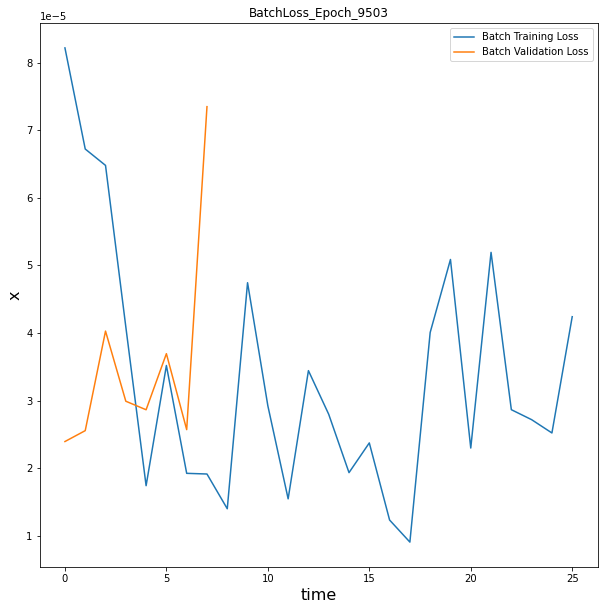 BatchLoss_Epoch_9503
1e−5
Batch Training Loss
Batch Validation Loss
8
7
6
5
4
3
2
1
x
0 5 10 15 20 25
time